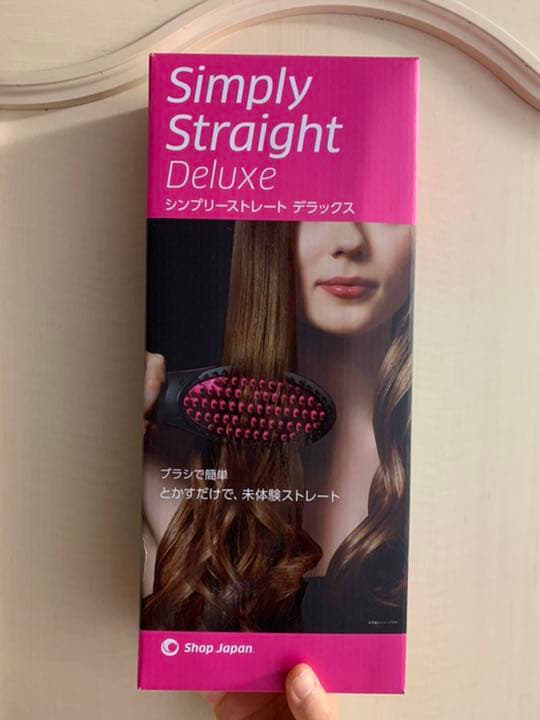 Simply
Straight
Deluxe
シンプリーストレート デラックス
ブラシで簡単
とかすだけで、未体験ストレート
Shop Japan.